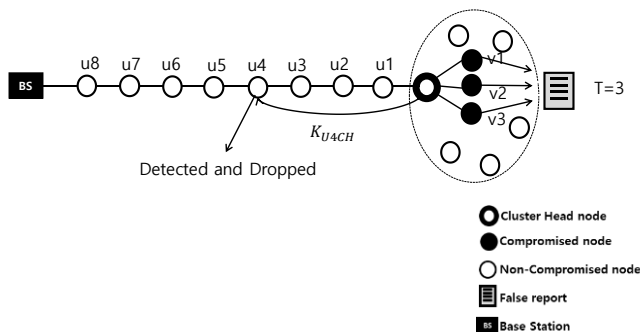 u8 u7 u6 u5 u4 u3 u2 u1
v1
BS
v2
T=3
v3
K_{U4CH}
Detected and Dropped
Cluster Head node
Compromised node
Non-Compromised node
False report
BS Base Station